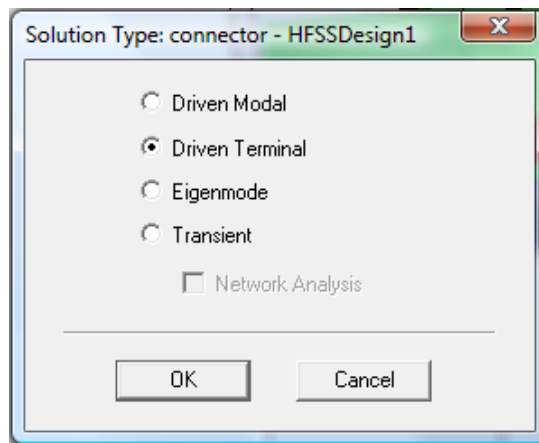 Solution Type: connector - HFSSDesign1
Driven Modal
Driven Terminal
Eigenmode
Transient
Network Analysis
OK
Cancel